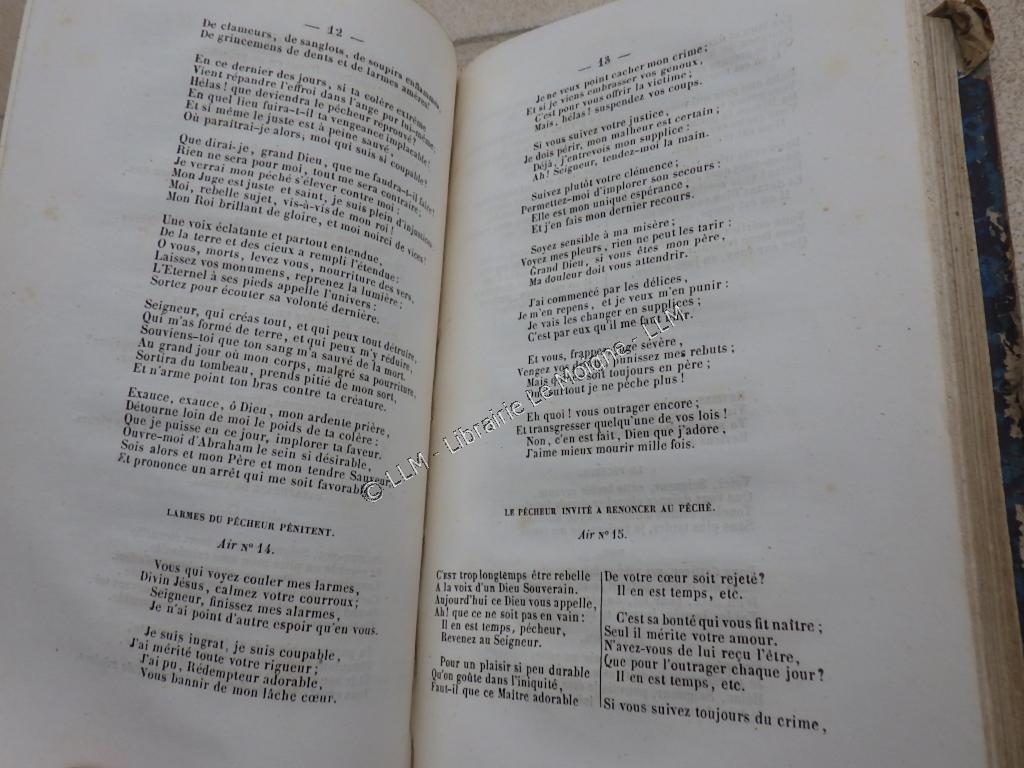 — 12 —
De clameurs, de sanglots, de soupirs enflammés,
De grincemens de dents et de larmes amères!
En ce dernier des jours, si ta colère extrême
Vient répandre l'effroi dans l'ange pur lui-même;
Hélas! que deviendra le pécheur réprouvé?
En quel lieu fuira-t-il ta vengeance implacable!
Et si même le juste est à peine sauvé,
Où paraîtrai-je alors, moi qui suis si coupable?
Que dirai-je, grand Dieu, que me faudra-t-il faire?
Rien ne sera pour moi, tout me sera contraire;
Je verrai mon péché s'élever contre moi;
Mon Juge est juste et saint, je suis plein d'injustices
Moi, rebelle sujet, vis-à-vis de mon roi!
Mon Roi brillant de gloire, et moi noirci de vices!
Une voix éclatante et partout entendue,
De la terre et des cieux a rempli l'étendue:
O vous, morts, levez vous, nourriture des vers,
Laissez vos monumens, reprenez la lumière;
L'Eternel à ses pieds appelle l'univers;
Sortez pour écouter sa volonté dernière.
Seigneur, qui créas tout, et qui peux tout détruire,
Qui m'as formé de terre, et qui peux m'y réduire,
Souviens-toi que ton sang m'a sauvé de la mort.
Au grand jour où mon corps, malgré sa pourriture,
Sortira du tombeau, prends pitié de mon sort,
Et n'arme point ton bras contre ta créature.
Exauce, exauce, ô Dieu, mon ardente prière,
Détourne loin de moi le poids de ta colère:
Que je puisse en ce jour, implorer ta faveur.
Ouvre-moi d'Abraham le sein si désirable,
Sois alors et mon Père et mon tendre Sauveur,
Et prononce un arrêt qui me soit favorable
LARMES DU PÊCHEUR PÉNITENT.
Air N° 14.
Vous qui voyez couler mes larmes,
Divin Jésus, calmez votre courroux;
Seigneur, finissez mes alarmes,
Je n'ai point d'autre espoir qu'en vous.
Je suis ingrat, je suis coupable,
J'ai mérité toute votre rigueur;
J'ai pu, Rédempteur adorable,
Vous bannir de mon lâche cœur.
— 13 —
Je ne veux point cacher mon crime;
Et si je viens embrasser vos genoux,
C'est pour vous offrir la victime;
Mais, hélas! suspendez vos coups.
Si vous suivez votre justice,
Je dois périr, mon malheur est certain;
Déjà, j'entrevois mon supplice:
Ah! Seigneur, tendez-moi la main.
Suivez plutôt votre clémence;
Permettez-moi d'implorer son secours:
Elle est mon unique espérance,
Et j'en fais mon dernier recours.
Soyez sensible à ma misère;
Voyez mes pleurs, rien ne peut les tarir:
Grand Dieu, si vous êtes mon père,
Ma douleur doit vous attendrir.
J'ai commencé par les délices,
Je m'en repens, et je veux m'en punir:
Je vais les changer en supplices;
C'est par eux qu'il me faut finir.
Et vous, frappez, juge sévère,
Vengez vos punissez mes rebuts;
Mais soit toujours en père;
surtout je ne pèche plus!
Eh quoi! vous outrager encore;
Et transgresser quelqu'une de vos lois!
Non, c'en est fait, Dieu que j'adore,
J'aime mieux mourir mille fois.
LE PÉCHEUR INVITÉ A RENONCER AU PÉCHÉ.
Air N° 15.
C'EST trop longtemps être rebelle
A la voix d'un Dieu Souverain.
Aujourd'hui ce Dieu vous appelle,
Ah! que ce ne soit pas en vain:
Il en est temps, pécheur,
Revenez au Seigneur.
Pour un plaisir si peu durable
Qu'on goûte dans l'iniquité,
Faut-il que ce Maître adorable
De votre cœur soit rejeté?
Il en est temps, etc.
C'est sa bonté qui vous fit naître;
Seul il mérite votre amour.
N'avez-vous de lui reçu l'être,
Que pour l'outrager chaque jour?
Il en est temps, etc.
Si vous suivez toujours du crime,
© LLM - Librairie Le Moigne - LLM